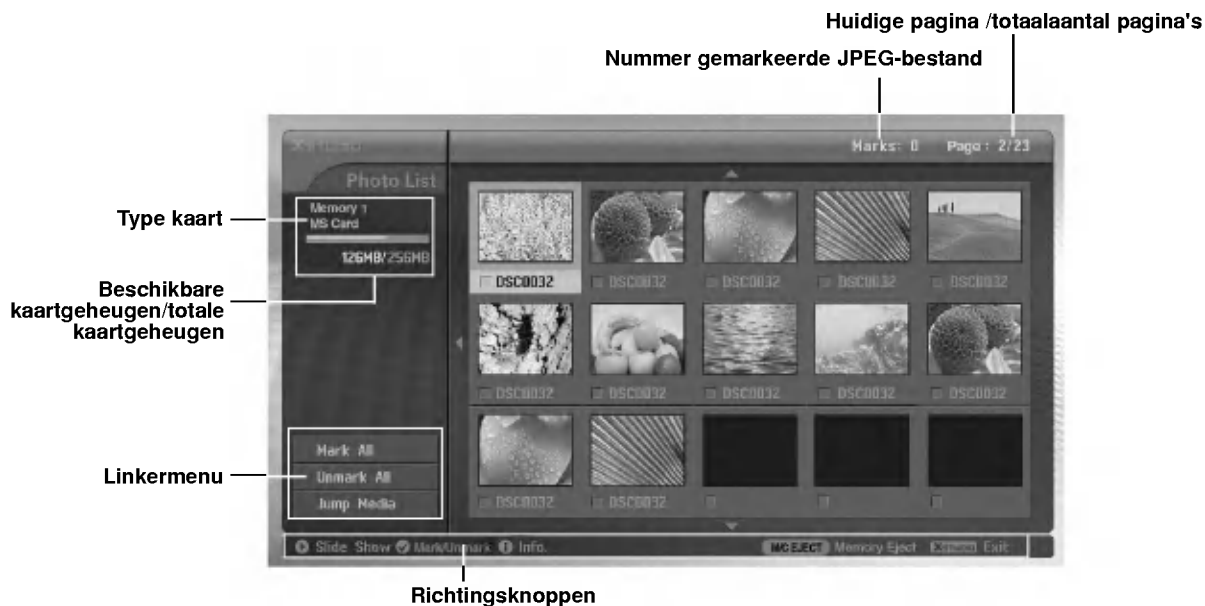 Huidige pagina /totaalaantal pagina's
Nummer gemarkeerde JPEG-bestand
Marks: 0 Page : 2/23
Photo List
Type kaart
Memory 1
MS Card
126MB/256MB
Beschikbare
kaartgeheugen/totale
kaartgeheugen
DSC0032 DSC0032 DSC0032 DSC0032 DSC0032
DSC0032 DSC0032 DSC0032 DSC0032 DSC0032
DSC0032 DSC0032
Linkermenu
Mark All
Unmark All
Jump Media
Slide Show Mark/Unmark Info. M/C EJECT Memory Eject Exit
Richtingsknoppen